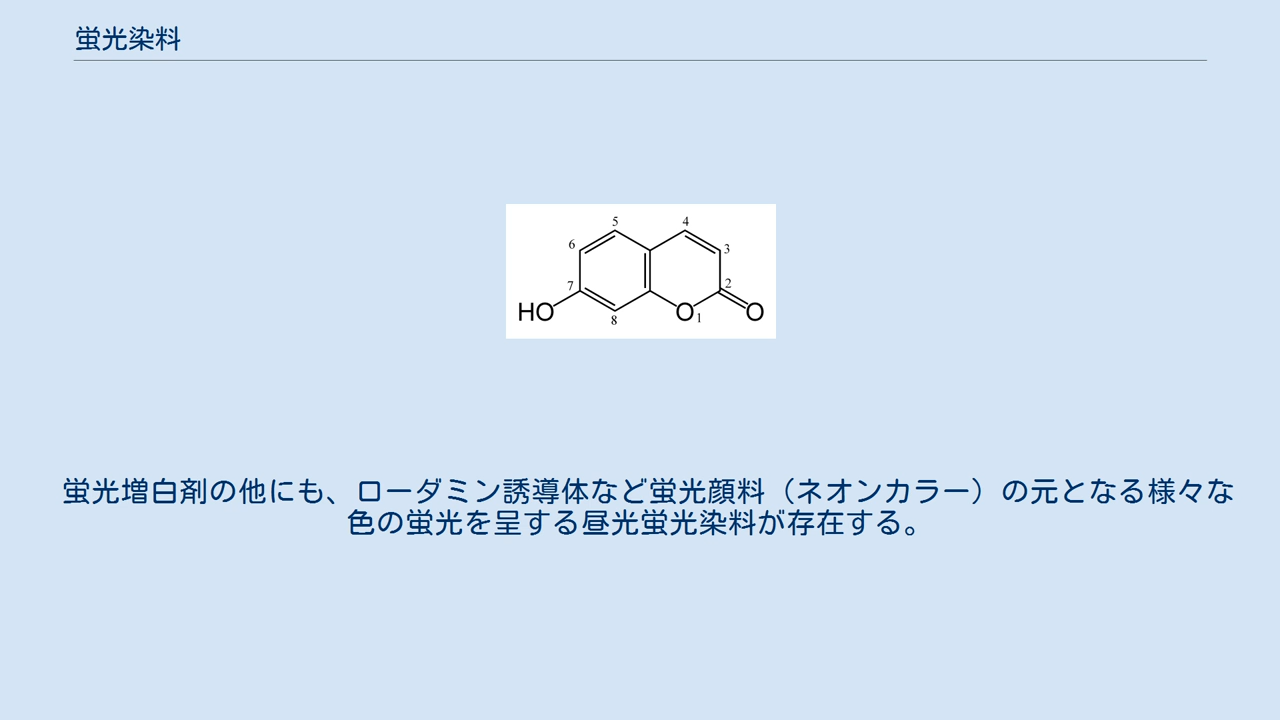 蛍光染料
5 4
6 3
7 2
HO 8 O 1 O
蛍光増白剤の他にも、ローダミン誘導体など蛍光顔料（ネオンカラー）の元となる様々な
色の蛍光を呈する昼光蛍光染料が存在する。